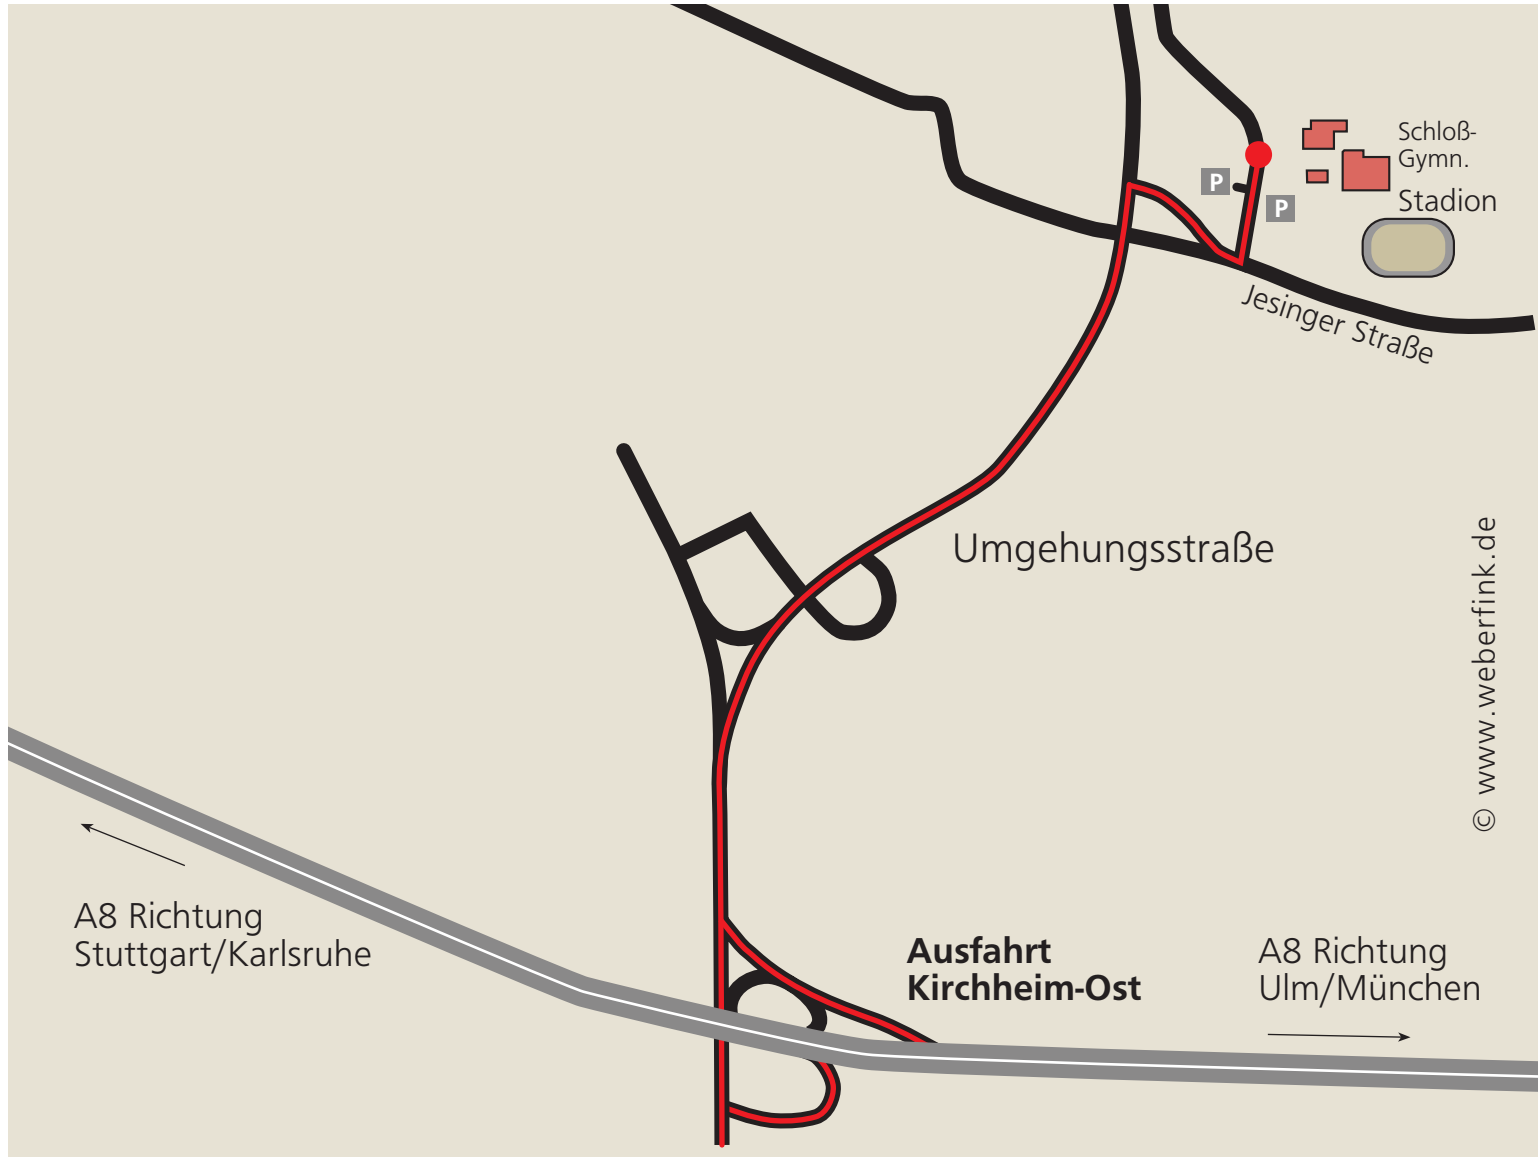 Schloß-
Gymn.
P
P
Stadion
Jesinger Straße
Umgehungsstraße
© www.weberfink.de
A8 Richtung
Stuttgart/Karlsruhe
Ausfahrt
Kirchheim-Ost
A8 Richtung
Ulm/München